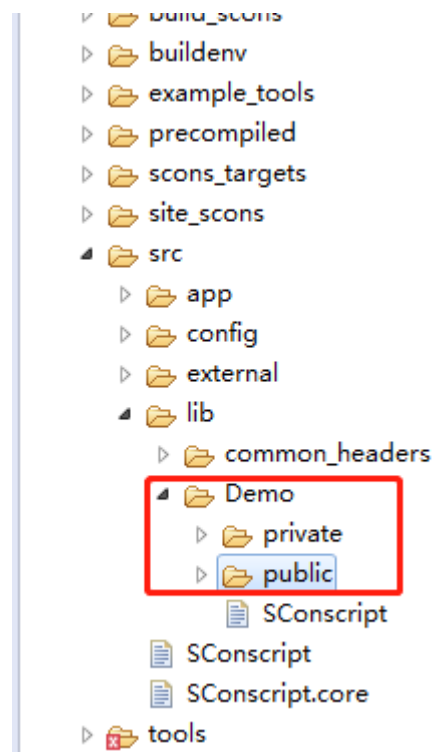 build_scons
buildenv
example_tools
precompiled
scons_targets
site_scons
src
app
config
external
lib
common_headers
Demo
private
public
SConscript
SConscript
SConscript.core
tools